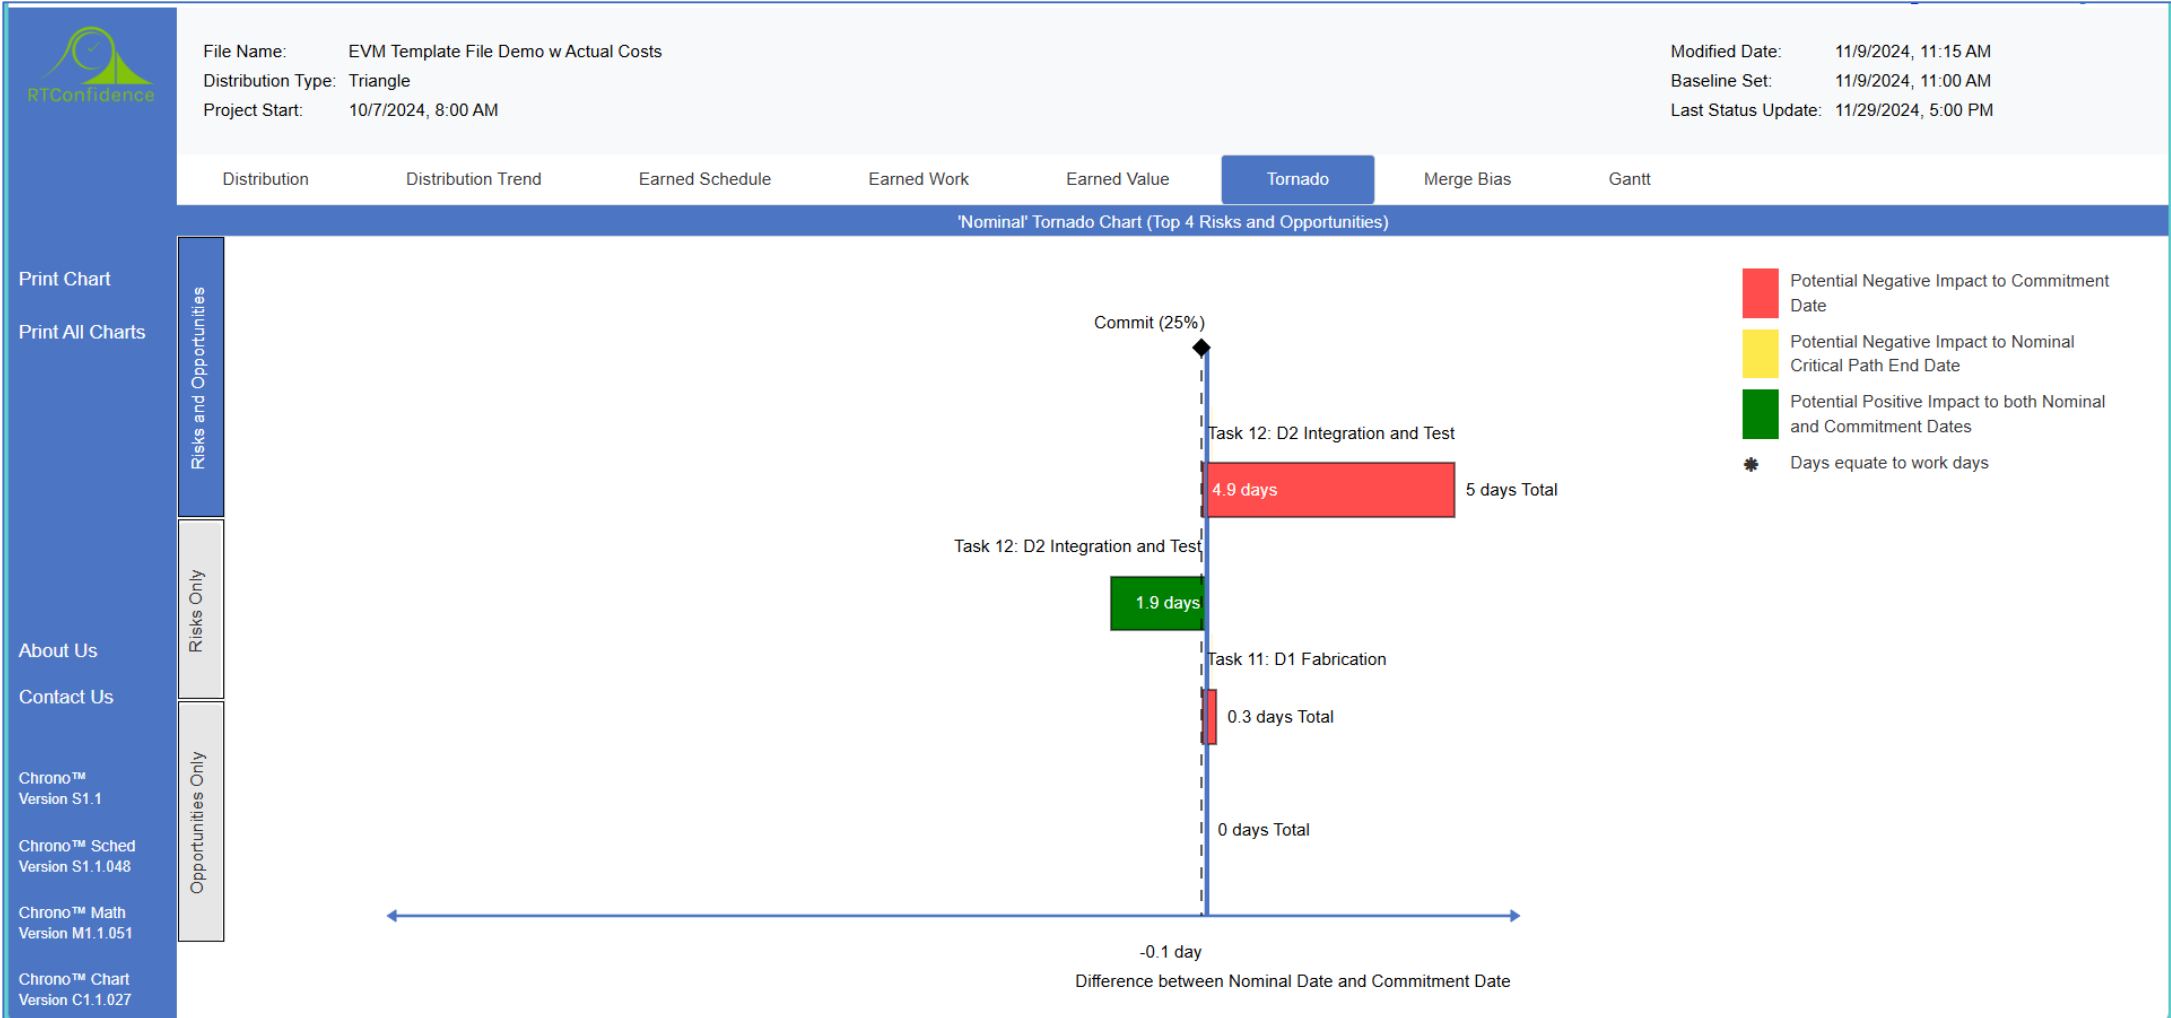 RTConfidence
File Name: EVM Template File Demo w Actual Costs
Distribution Type: Triangle
Project Start: 10/7/2024, 8:00 AM
Modified Date: 11/9/2024, 11:15 AM
Baseline Set: 11/9/2024, 11:00 AM
Last Status Update: 11/29/2024, 5:00 PM
Distribution Distribution Trend Earned Schedule Earned Work Earned Value Tornado Merge Bias Gantt
'Nominal' Tornado Chart (Top 4 Risks and Opportunities)
Print Chart
Print All Charts
About Us
Contact Us
Chrono™
Version S1.1
Chrono™ Sched
Version S1.1.048
Chrono™ Math
Version M1.1.051
Chrono™ Chart
Version C1.1.027
Risks and Opportunities
Risks Only
Opportunities Only
Commit (25%)
Task 12: D2 Integration and Test
4.9 days
5 days Total
Task 12: D2 Integration and Test
1.9 days
Task 11: D1 Fabrication
0.3 days Total
0 days Total
-0.1 day
Difference between Nominal Date and Commitment Date
Potential Negative Impact to Commitment
Date
Potential Negative Impact to Nominal
Critical Path End Date
Potential Positive Impact to both Nominal
and Commitment Dates
✱ Days equate to work days